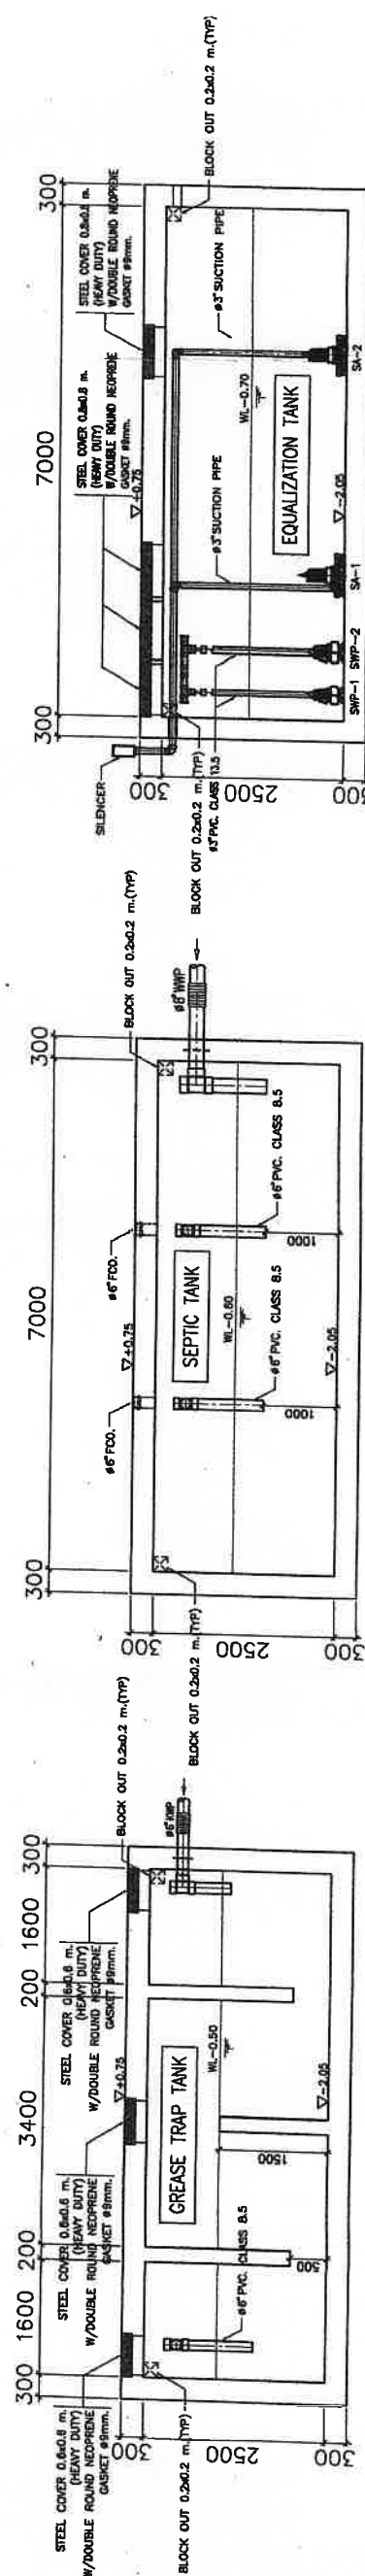 300
1600
200
3400
200
1600
300
STEEL COVER 0.6x0.6 m.
(HEAVY DUTY)
W/DOUBLE ROUND NEOPRENE
GASKET ø9mm.
STEEL COVER 0.6x0.6 m.
(HEAVY DUTY)
W/DOUBLE ROUND NEOPRENE
GASKET ø9mm.
STEEL COVER 0.6x0.6 m.
(HEAVY DUTY)
W/DOUBLE ROUND NEOPRENE
GASKET ø9mm.
BLOCK OUT 0.2x0.2 m.(TYP)
+0.75
300
2500
300
GREASE TRAP TANK
ø6"KWP
WL-0.50
ø6"PVC. CLASS 8.5
500
1500
-2.05
BLOCK OUT 0.2x0.2 m.(TYP)
300
7000
300
ø6"FCO.
ø6"FCO.
BLOCK OUT 0.2x0.2 m.(TYP)
+0.75
300
2500
300
SEPTIC TANK
ø8"WWP
WL-0.60
ø6"PVC. CLASS 8.5
ø6"PVC. CLASS 8.5
1000
1000
-2.05
BLOCK OUT 0.2x0.2 m.(TYP)
300
7000
300
SILENCER
STEEL COVER 0.8x0.8 m.
(HEAVY DUTY)
W/DOUBLE ROUND NEOPRENE
GASKET ø9mm.
STEEL COVER 0.8x0.8 m.
(HEAVY DUTY)
W/DOUBLE ROUND NEOPRENE
GASKET ø9mm.
+0.75
BLOCK OUT 0.2x0.2 m.(TYP)
300
2500
300
ø3"SUCTION PIPE
ø3"SUCTION PIPE
WL-0.70
EQUALIZATION TANK
-2.05
BLOCK OUT 0.2x0.2 m.(TYP)
ø3"PVC. CLASS 13.5
SWP-1
SWP-2
SA-1
SA-2